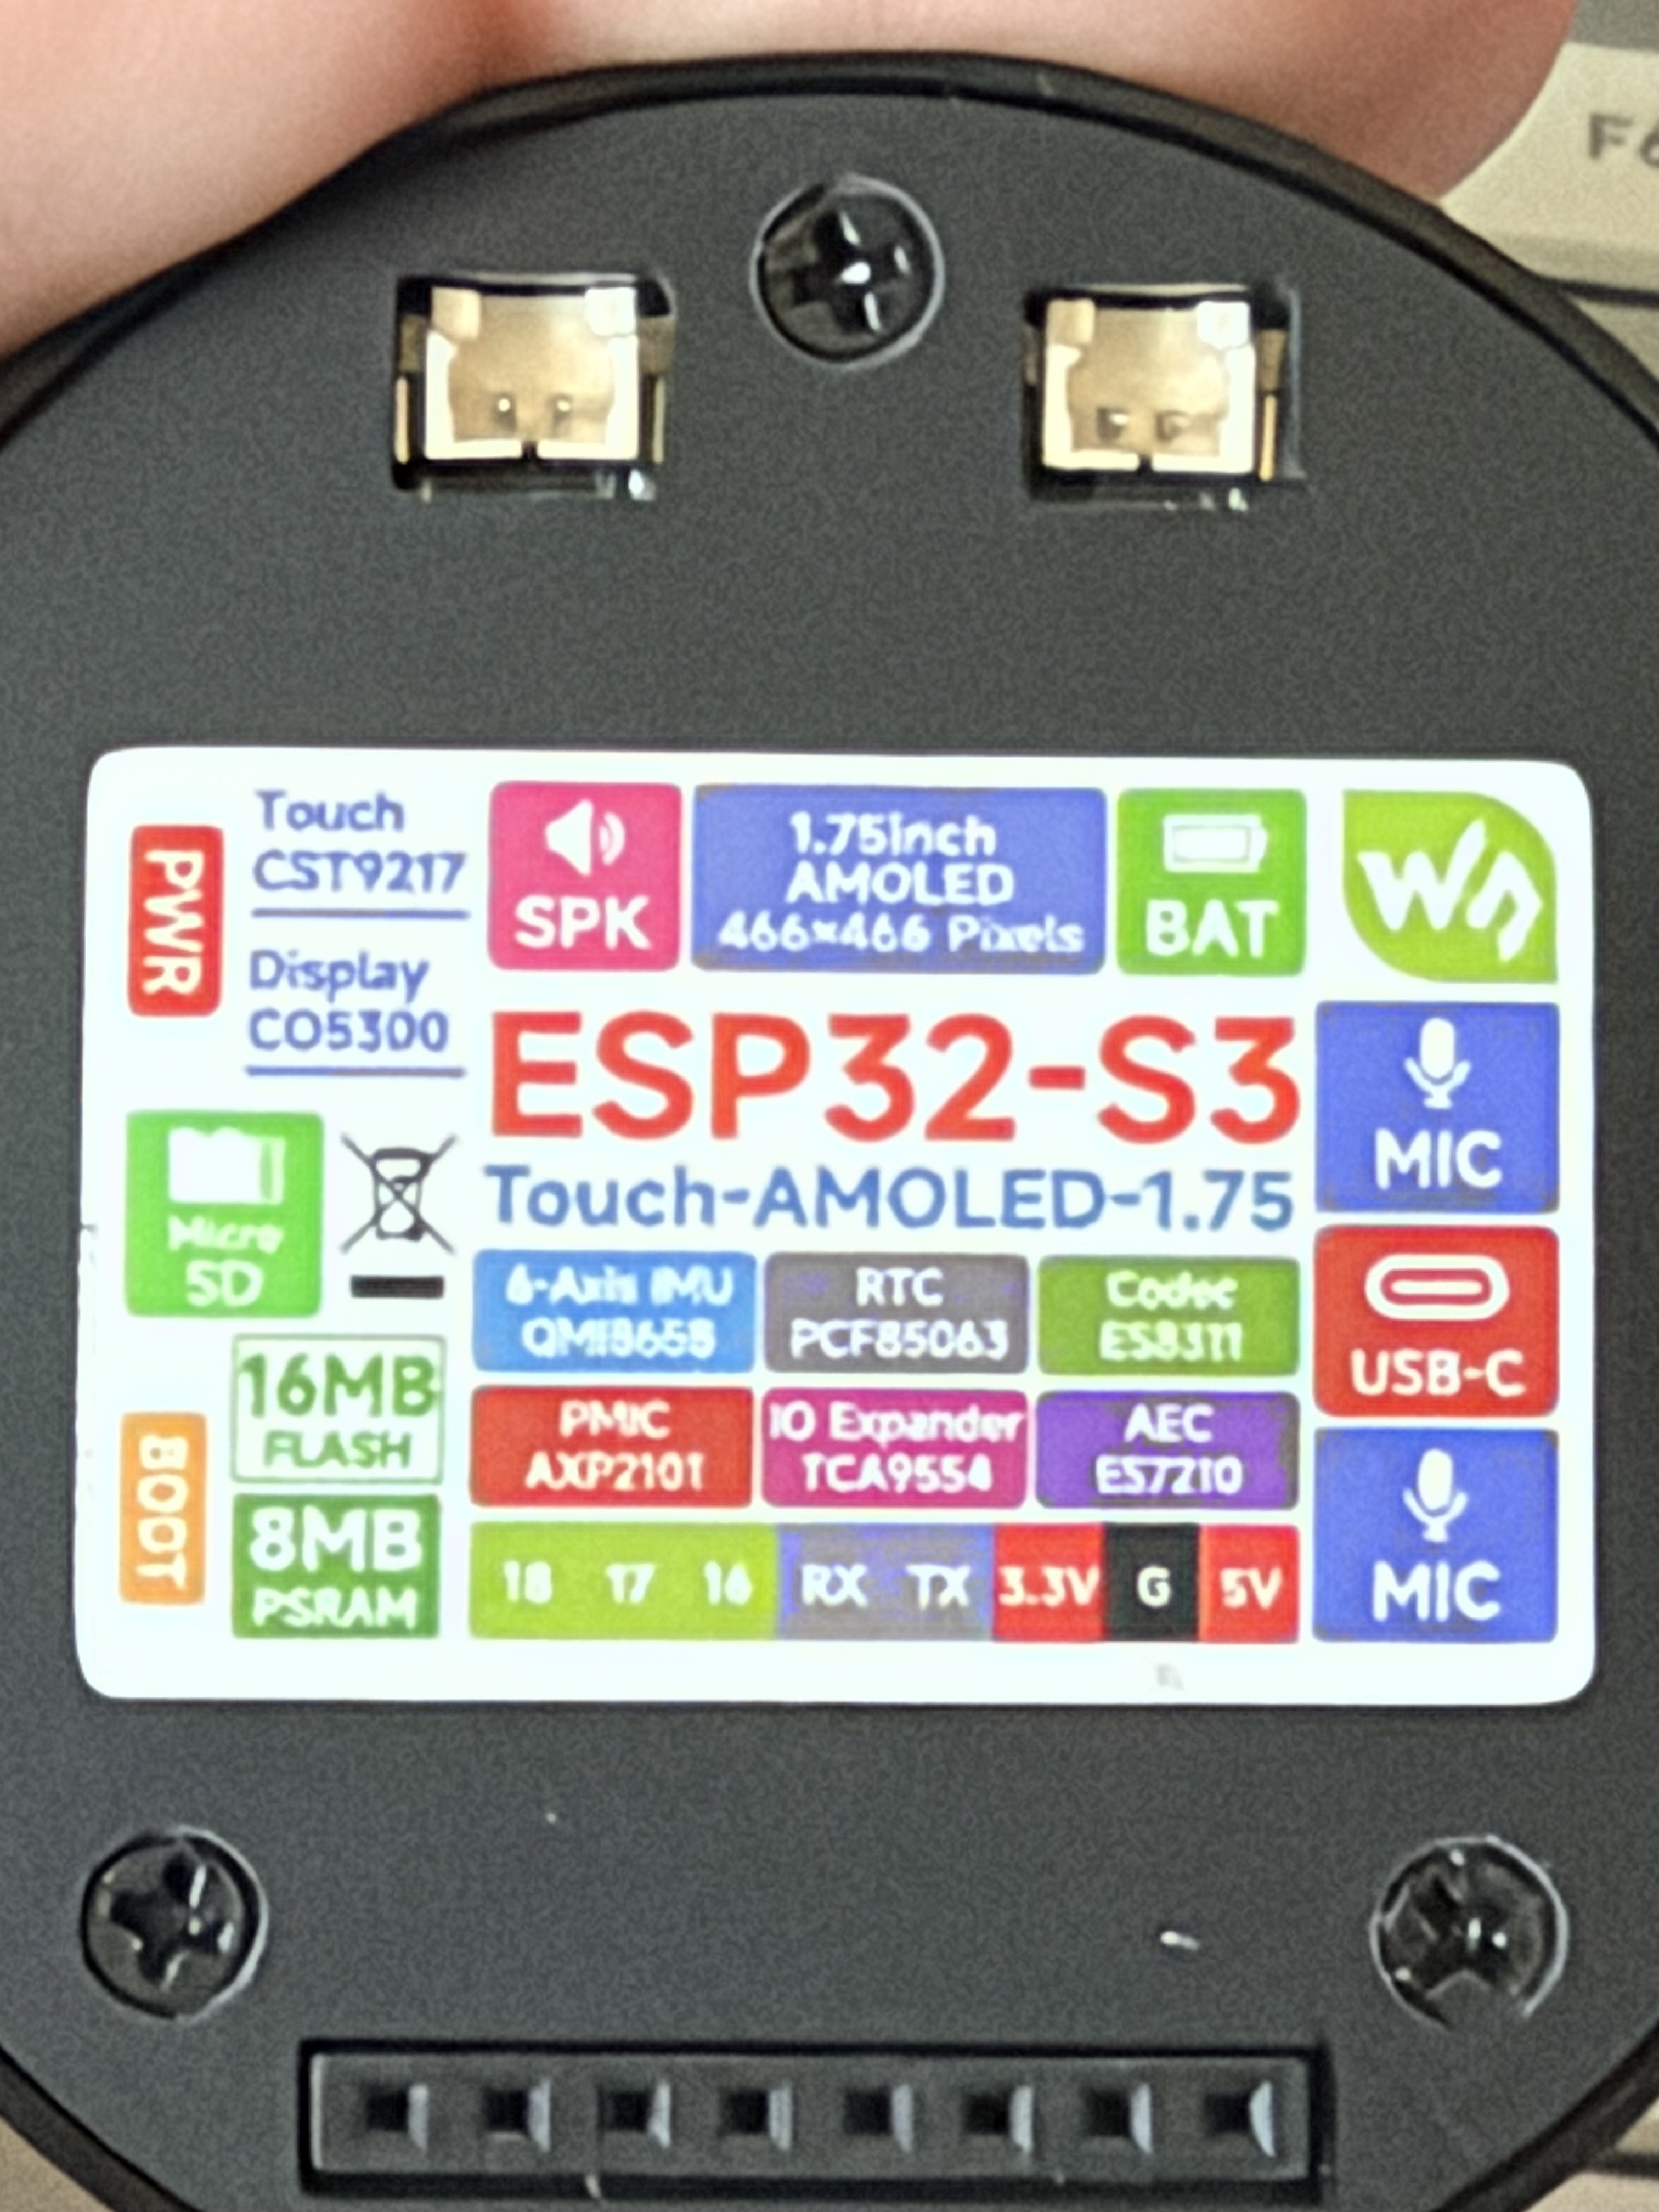 F6
PWR
Touch
CST9217
Display
CO5300
SPK
1.75inch
AMOLED
466×466 Pixels
BAT
ESP32-S3
Touch-AMOLED-1.75
MIC
Micro
SD
6-Axis IMU
QMI8658
RTC
PCF85063
Codec
ES8311
USB-C
16MB
FLASH
PMIC
AXP2101
IO Expander
TCA9554
AEC
ES7210
BOOT
8MB
PSRAM
18 17 16 RX TX 3.3V G 5V
MIC